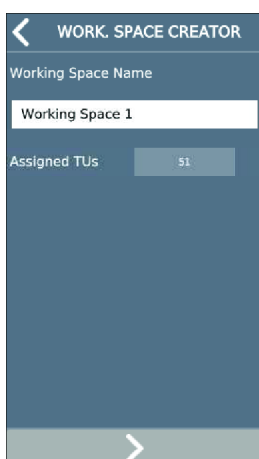 WORK. SPACE CREATOR
Working Space Name
Working Space 1
Assigned TUs 51